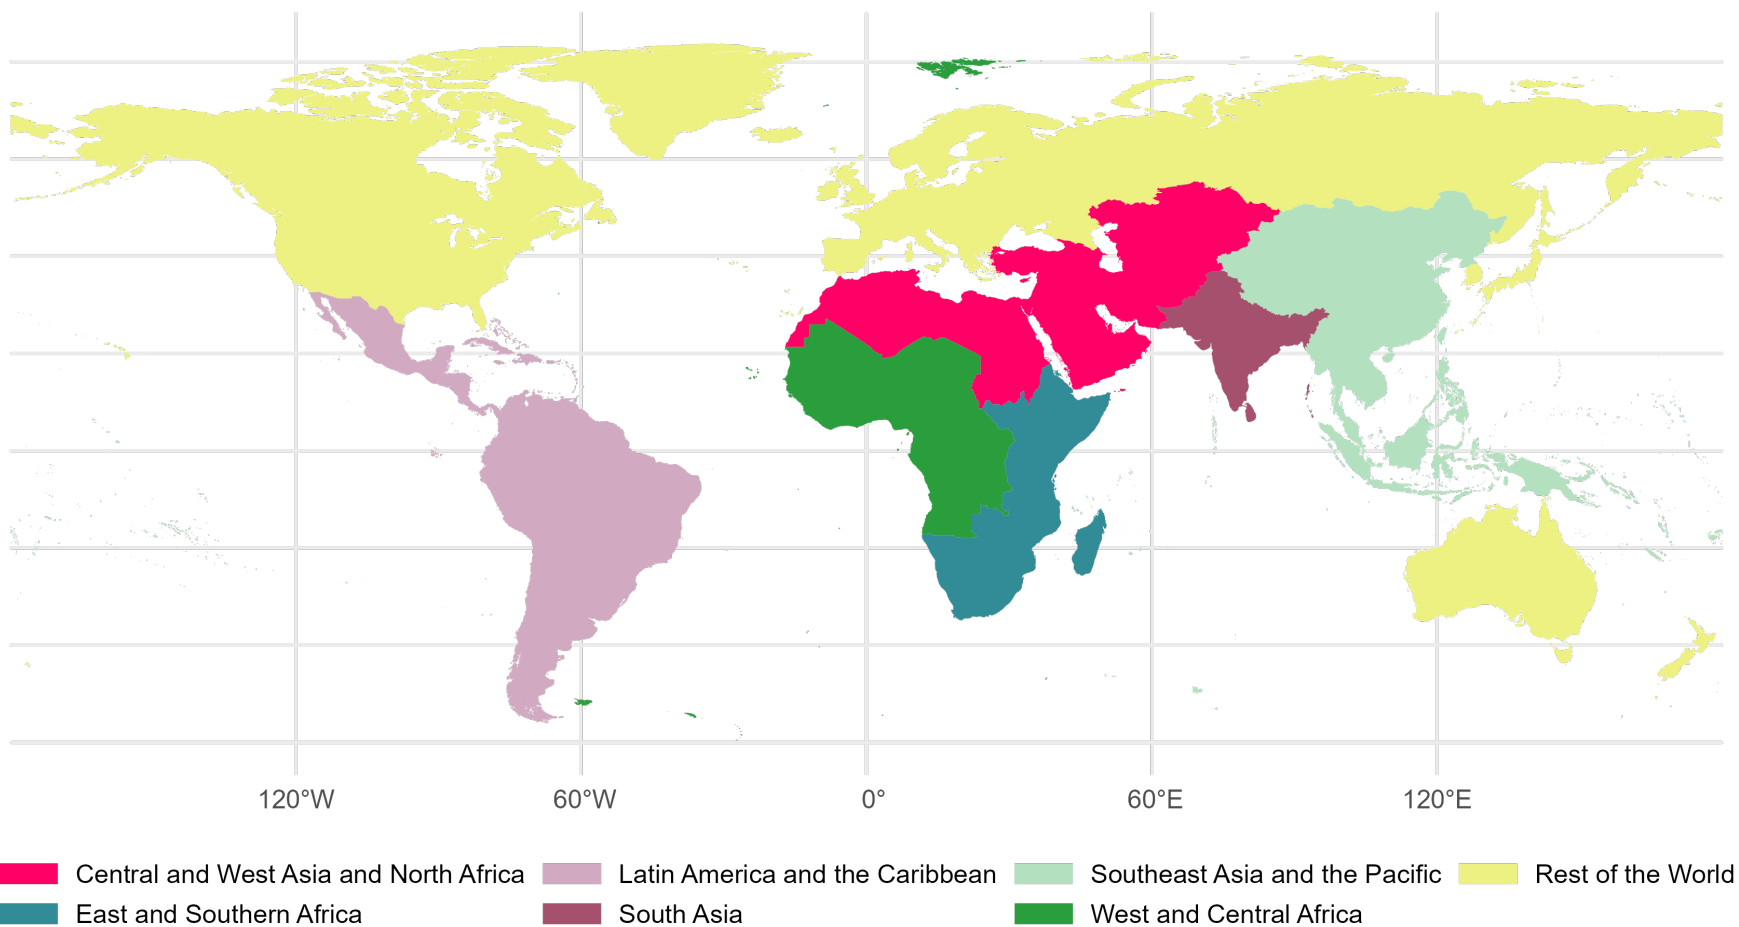 120°W 60°W 0° 60°E 120°E
Central and West Asia and North Africa Latin America and the Caribbean Southeast Asia and the Pacific Rest of the World
East and Southern Africa South Asia West and Central Africa